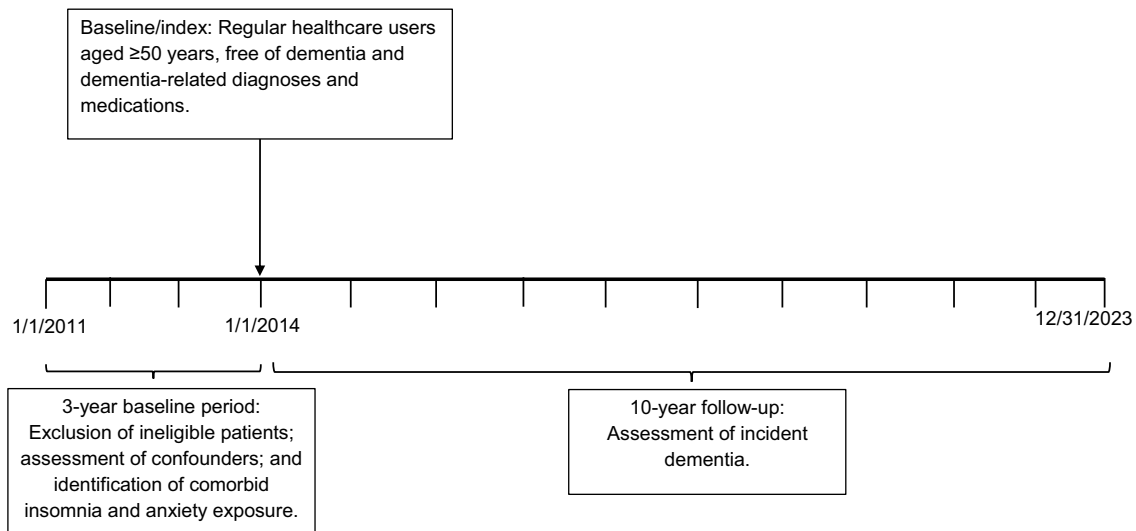 Baseline/index: Regular healthcare users
aged ≥50 years, free of dementia and
dementia-related diagnoses and
medications.
1/1/2011
1/1/2014
12/31/2023
3-year baseline period:
Exclusion of ineligible patients;
assessment of confounders; and
identification of comorbid
insomnia and anxiety exposure.
10-year follow-up:
Assessment of incident
dementia.